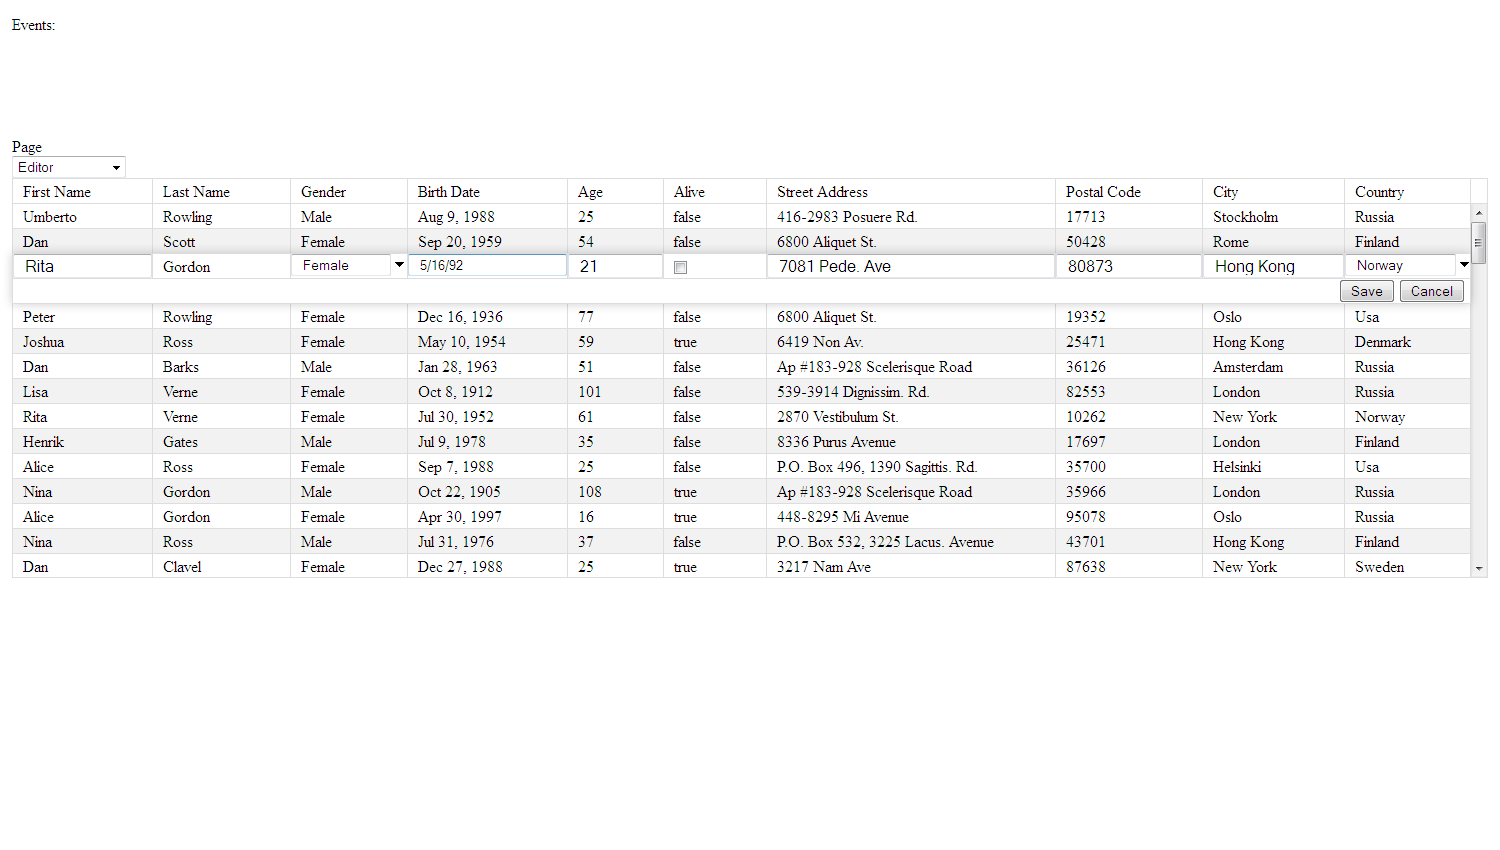 Events:
Page
Editor
First Name Last Name Gender Birth Date Age Alive Street Address Postal Code City Country
Umberto Rowling Male Aug 9, 1988 25 false 416-2983 Posuere Rd. 17713 Stockholm Russia
Dan Scott Female Sep 20, 1959 54 false 6800 Aliquet St. 50428 Rome Finland
Rita Gordon Female 5/16/92 21 7081 Pede. Ave 80873 Hong Kong Norway
Save Cancel
Peter Rowling Female Dec 16, 1936 77 false 6800 Aliquet St. 19352 Oslo Usa
Joshua Ross Female May 10, 1954 59 true 6419 Non Av. 25471 Hong Kong Denmark
Dan Barks Male Jan 28, 1963 51 false Ap #183-928 Scelerisque Road 36126 Amsterdam Russia
Lisa Verne Female Oct 8, 1912 101 false 539-3914 Dignissim. Rd. 82553 London Russia
Rita Verne Female Jul 30, 1952 61 false 2870 Vestibulum St. 10262 New York Norway
Henrik Gates Male Jul 9, 1978 35 false 8336 Purus Avenue 17697 London Finland
Alice Ross Female Sep 7, 1988 25 false P.O. Box 496, 1390 Sagittis. Rd. 35700 Helsinki Usa
Nina Gordon Male Oct 22, 1905 108 true Ap #183-928 Scelerisque Road 35966 London Russia
Alice Gordon Female Apr 30, 1997 16 true 448-8295 Mi Avenue 95078 Oslo Russia
Nina Ross Male Jul 31, 1976 37 false P.O. Box 532, 3225 Lacus. Avenue 43701 Hong Kong Finland
Dan Clavel Female Dec 27, 1988 25 true 3217 Nam Ave 87638 New York Sweden